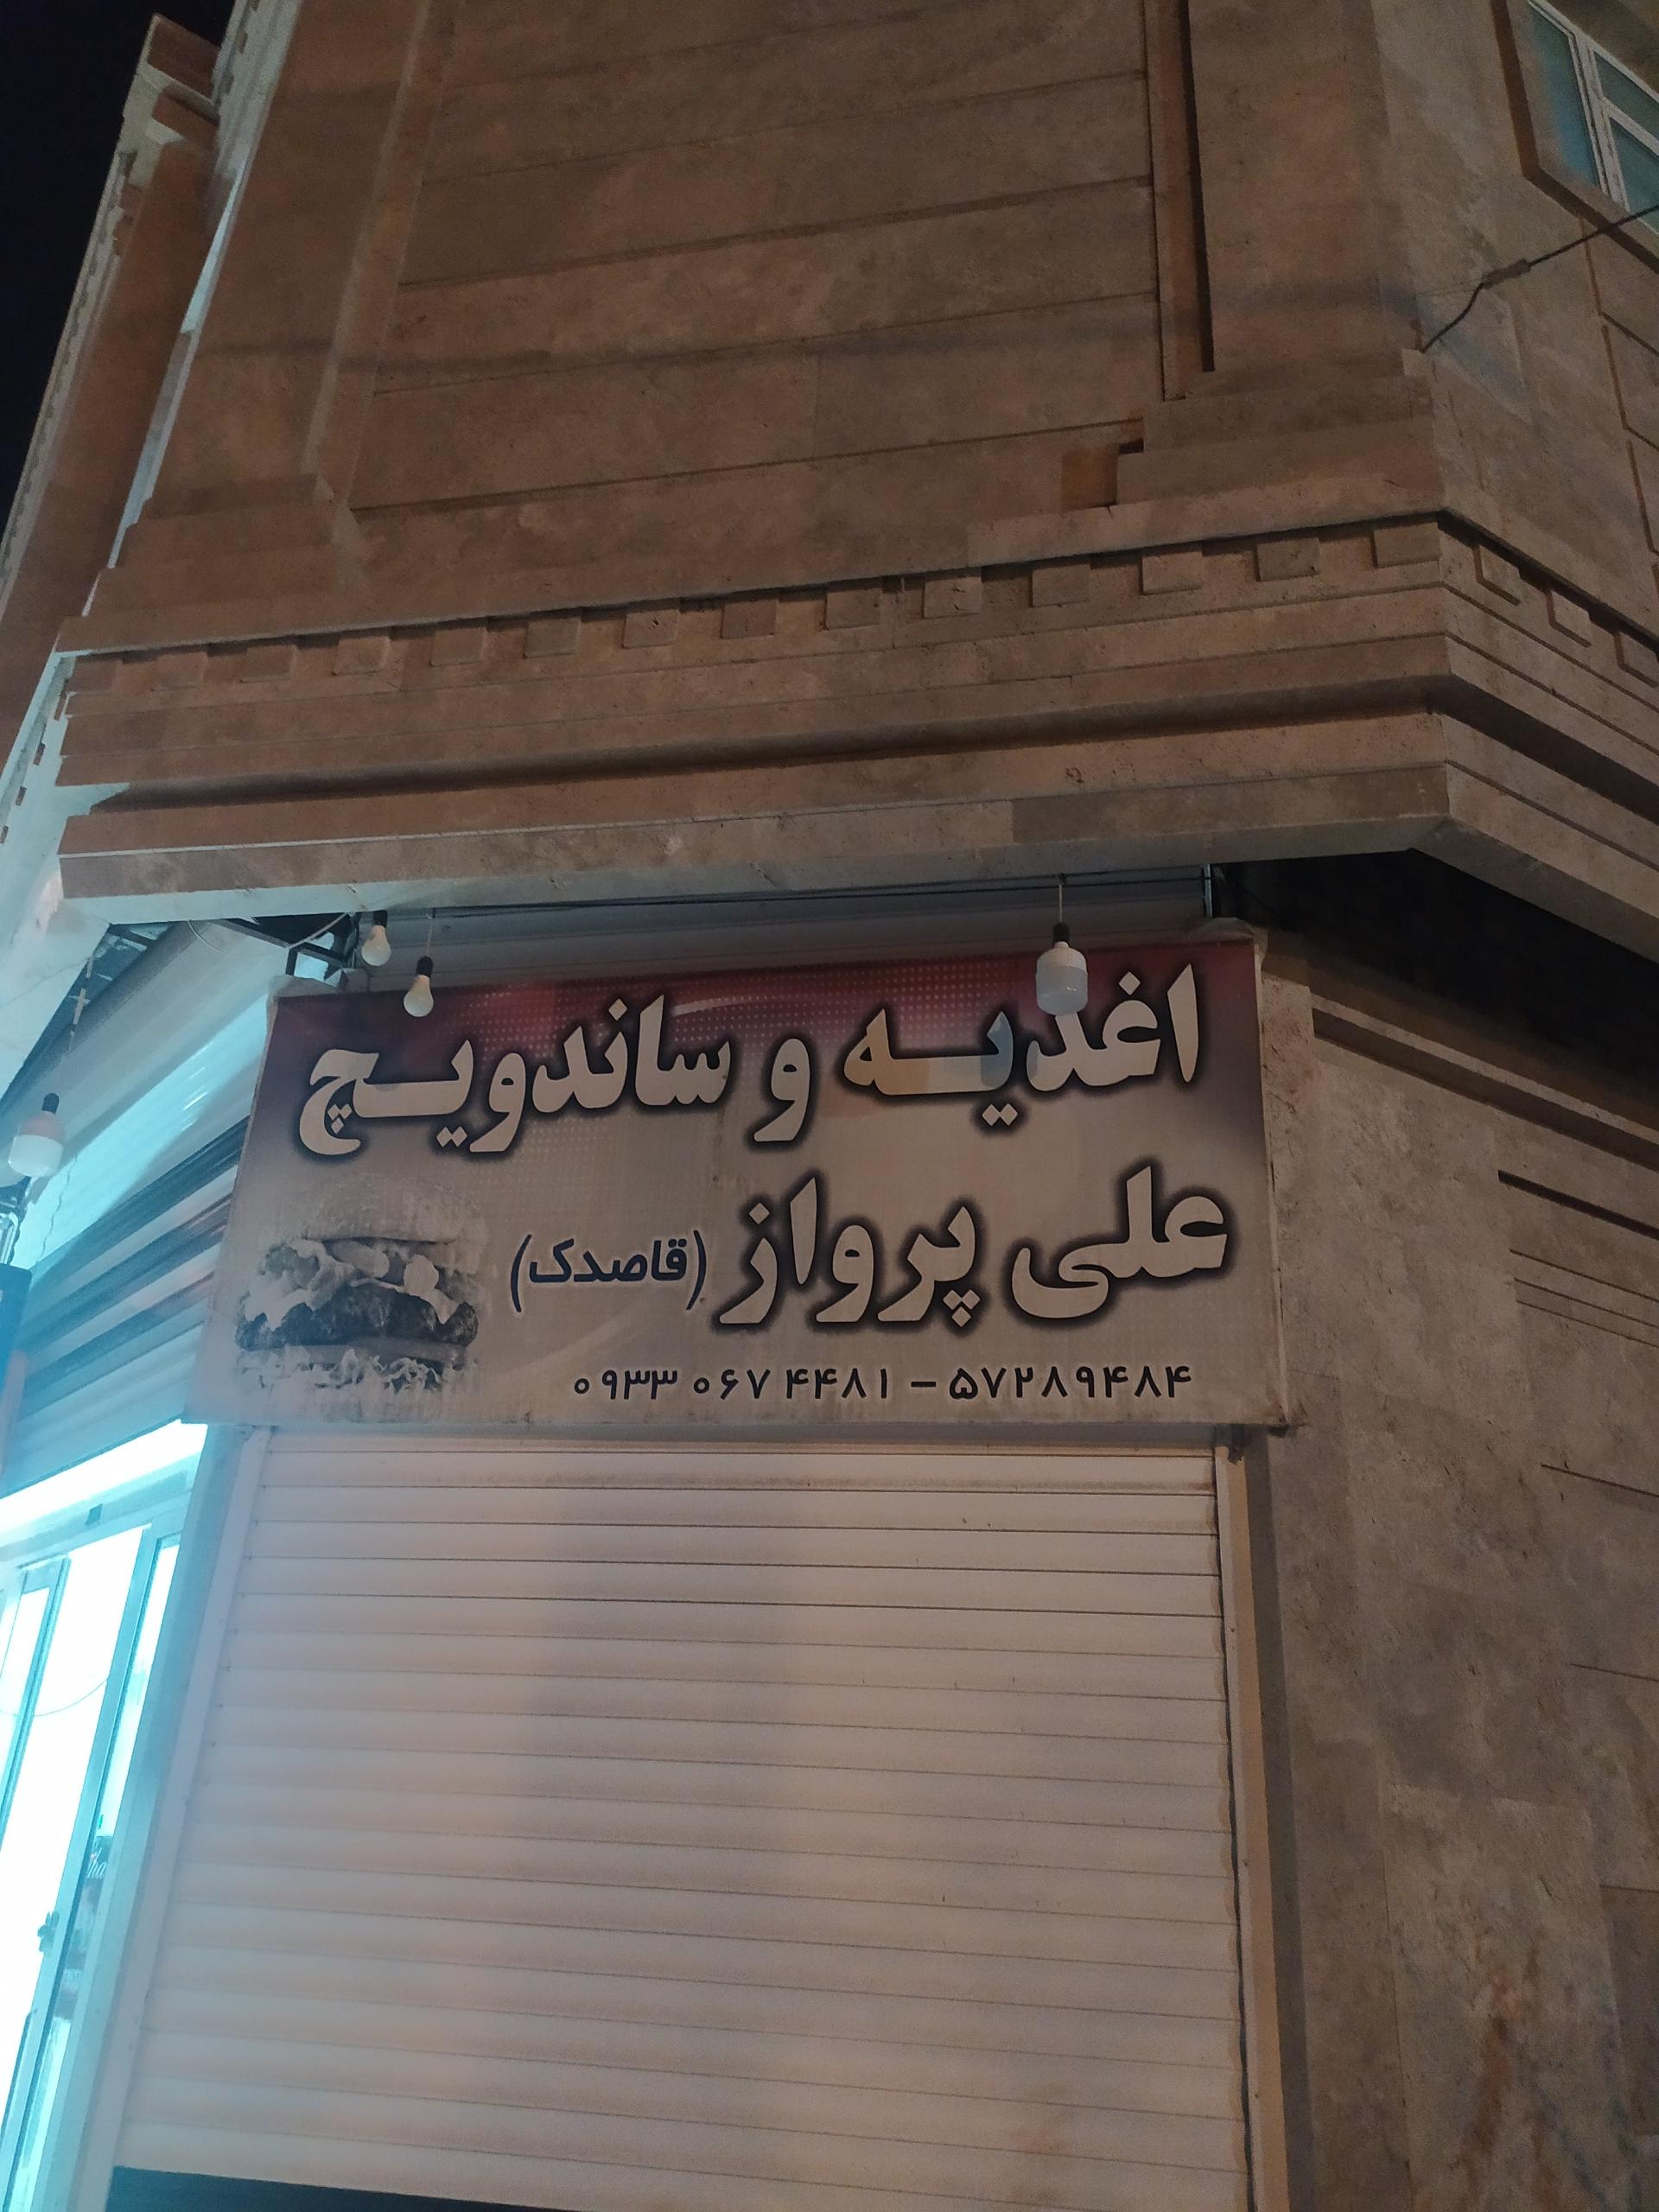 اغذیه و ساندویچ
علی پرواز (قاصدک)
۰۹۳۳ ۰۶۷ ۴۴۸۱ – ۵۷۲۸۹۴۸۴